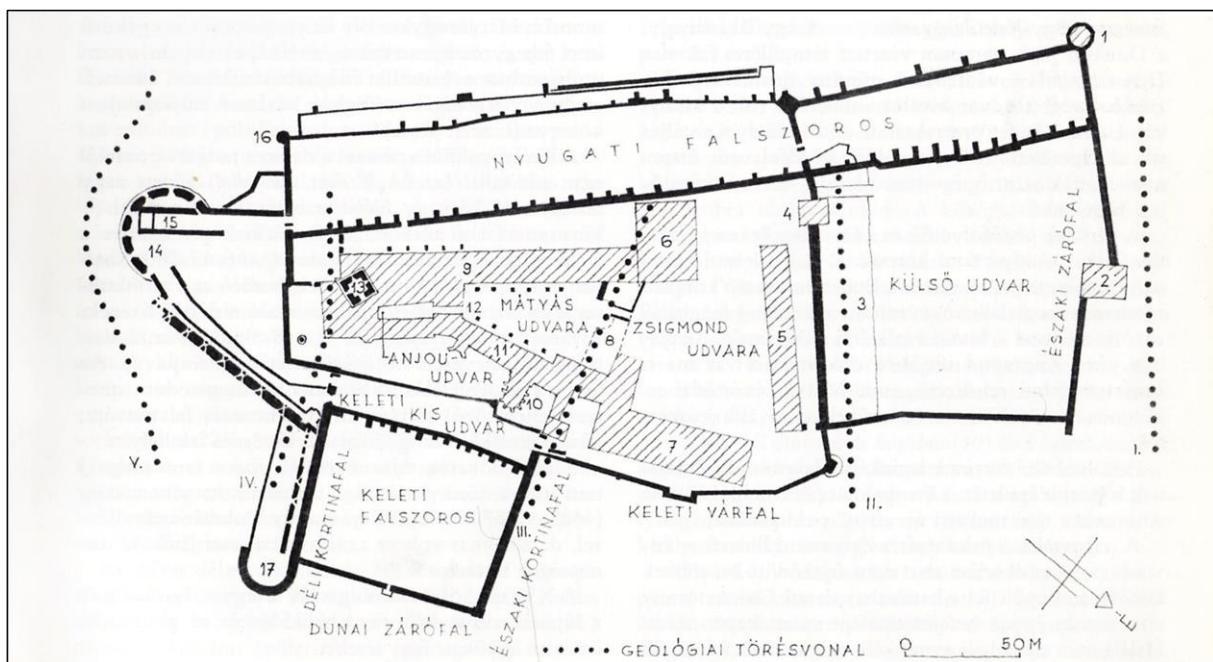 1
16
NYUGATI FALSZOROS
15
14
4
6
9
13
MÁTYÁS
UDVARA
12
ZSIGMOND
UDVARA
8
5
3
KÜLSŐ UDVAR
2
ÉSZAKI ZÁRÓFAL
ANJOU-
UDVAR
11
10
7
KELETI
KIS
UDVAR
I.
II.
III.
IV.
V.
KELETI
FALSZOROS
KELETI VÁRFAL
DÉLI KORTINAFAL
ÉSZAKI KORTINAFAL
17
DUNAI ZÁRÓFAL
É
GEOLÓGIAI TÖRÉSVONAL
0 50M